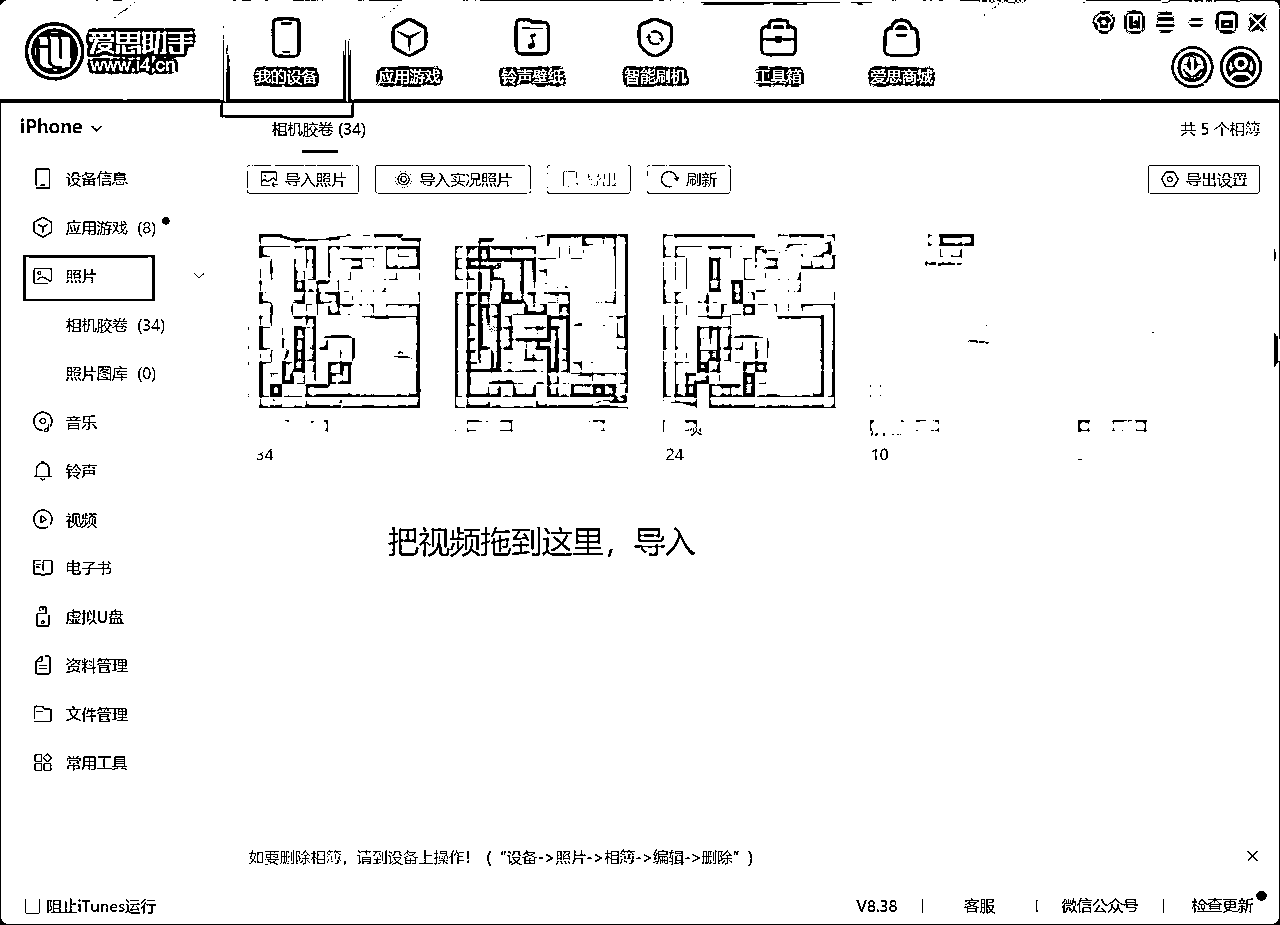 爱思助手
www.i4.cn
我的设备
应用游戏
铃声壁纸
智能刷机
工具箱
爱思商城
iPhone
相机胶卷 (34)
共 5 个相簿
设备信息
导入照片
导入实况照片
导出
刷新
导出设置
应用游戏 (8)
照片
相机胶卷 (34)
照片图库 (0)
音乐
铃声
视频
电子书
虚拟U盘
资料管理
文件管理
常用工具
34
24
10
把视频拖到这里，导入
如要删除相簿，请到设备上操作！（“设备->照片->相簿->编辑->删除”）
阻止iTunes运行
V8.38
客服
微信公众号
检查更新